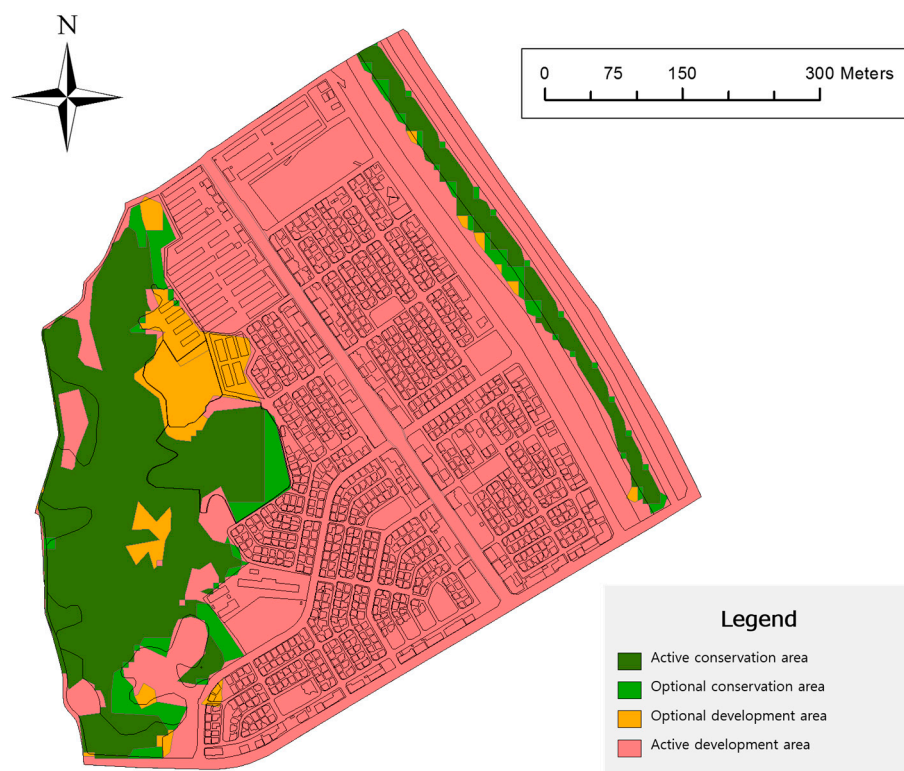 N
0 75 150 300 Meters
Legend
Active conservation area
Optional conservation area
Optional development area
Active development area